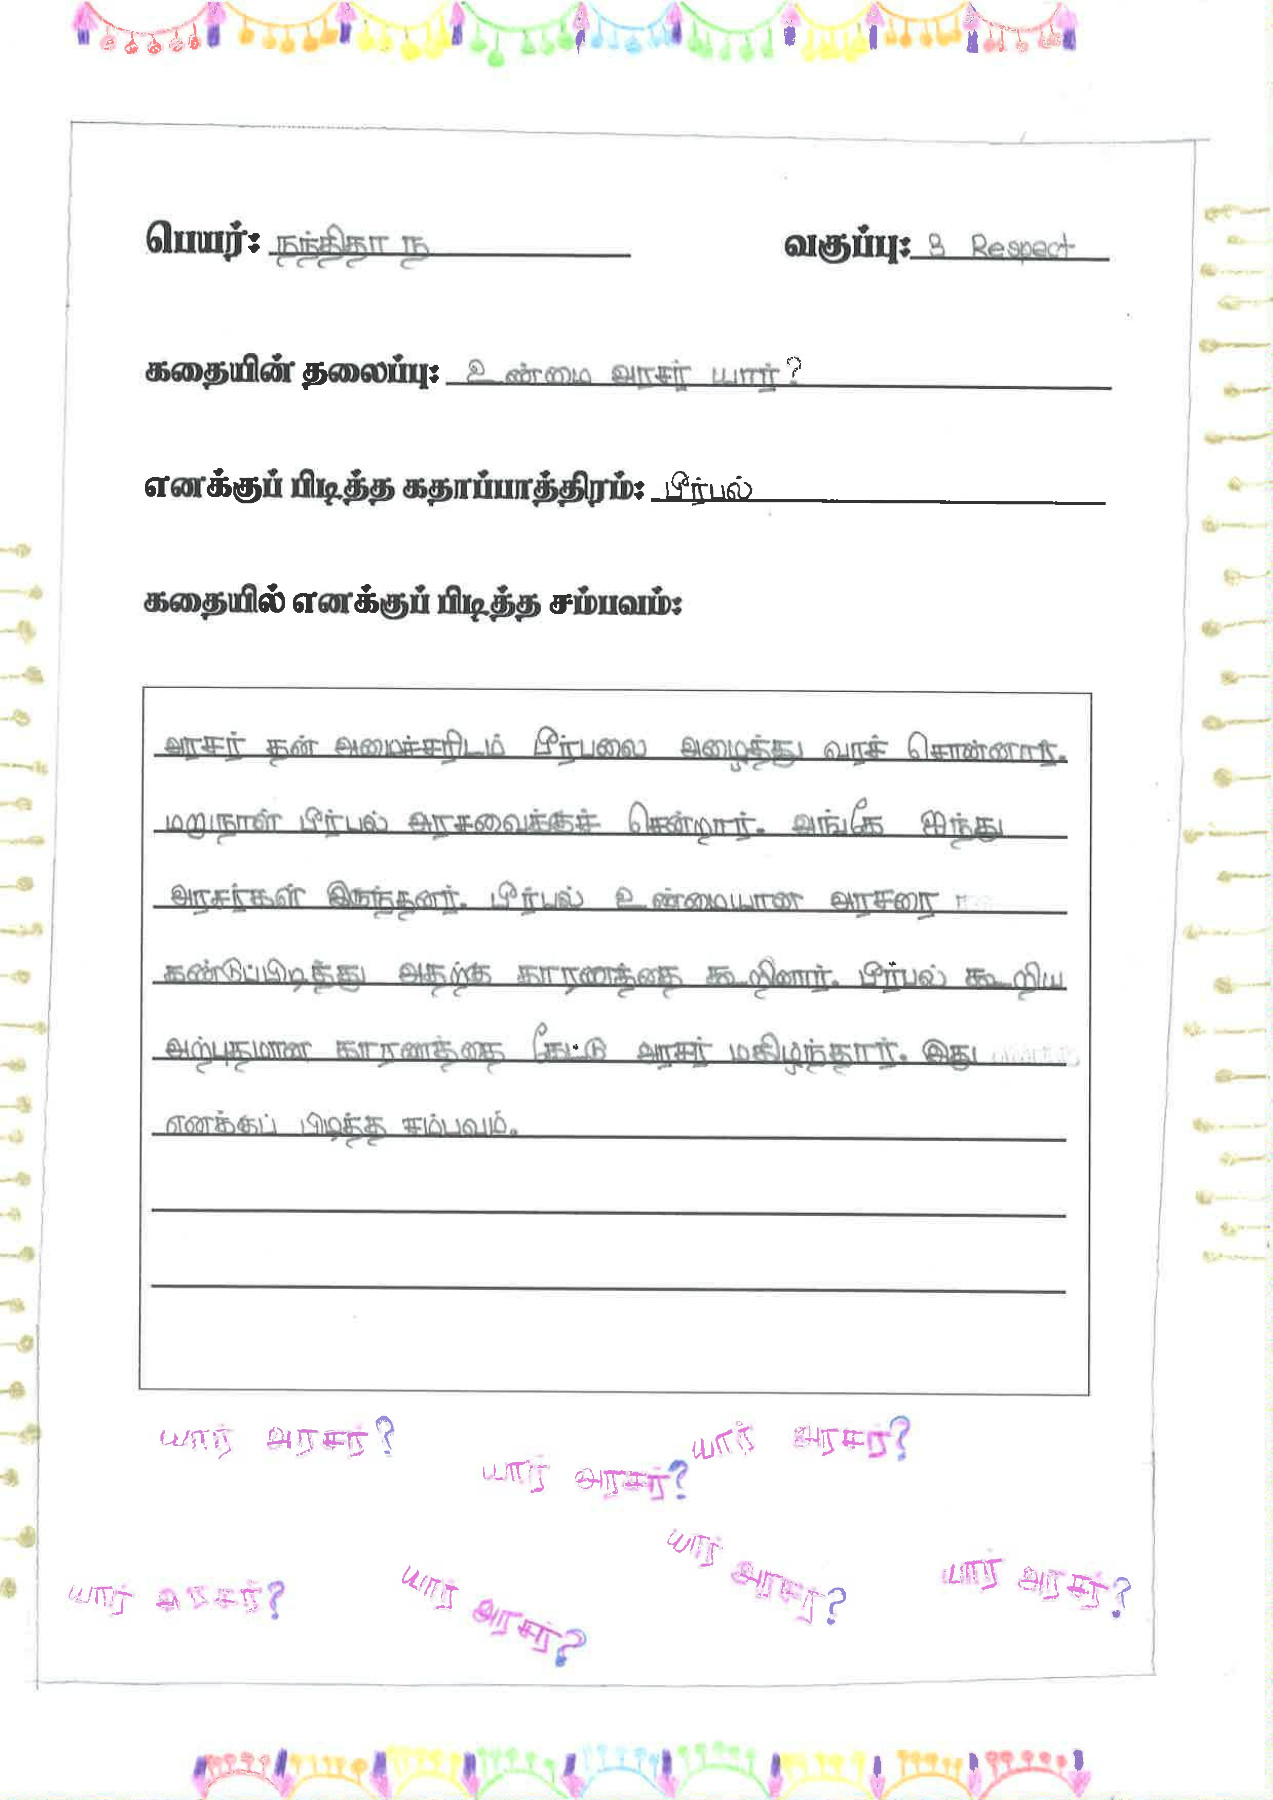 பெயர்: நந்திதா ந வகுப்பு: 3 Respect
கதையின் தலைப்பு: உண்மை அரசர் யார்?
எனக்குப் பிடித்த கதாப்பாத்திரம்: பீர்பல்
கதையில் எனக்குப் பிடித்த சம்பவம்:
அரசர் தன் அமைச்சரிடம் பீர்பலை அழைத்து வரச் சொன்னார்.
மறுநாள் பீர்பல் அரசவைக்குச் சென்றார். அங்கே ஐந்து
அரசர்கள் இருந்தனர். பீர்பல் உண்மையான அரசரை
கண்டுப்பிடித்து அதற்கு காரணத்தை கூறினார். பீர்பல் கூறிய
அற்புதமான காரணத்தை கேட்டு அரசர் மகிழ்ந்தார். இது
எனக்குப் பிடித்த சம்பவம்.
யார் அரசர்? யார் அரசர்?
யார் அரசர்?
யார் அரசர்?
யார் அரசர்? யார் அரசர்? யார் அரசர்?